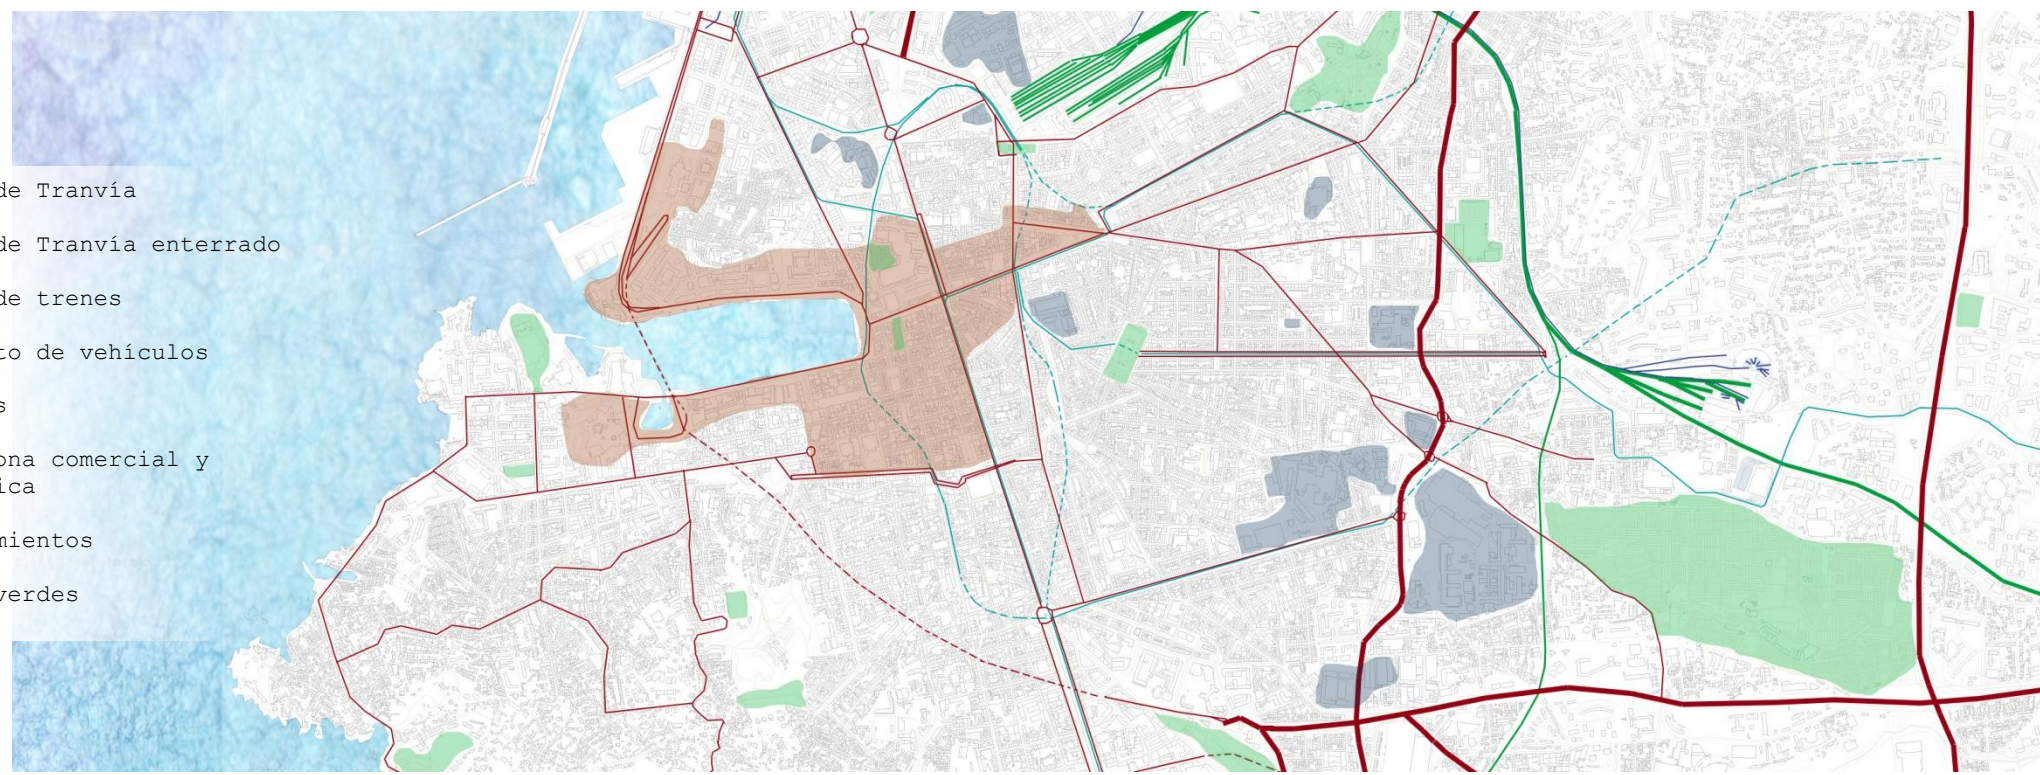 de Tranvía
de Tranvía enterrado
de trenes
to de vehículos
s
ona comercial y
ica
mientos
verdes